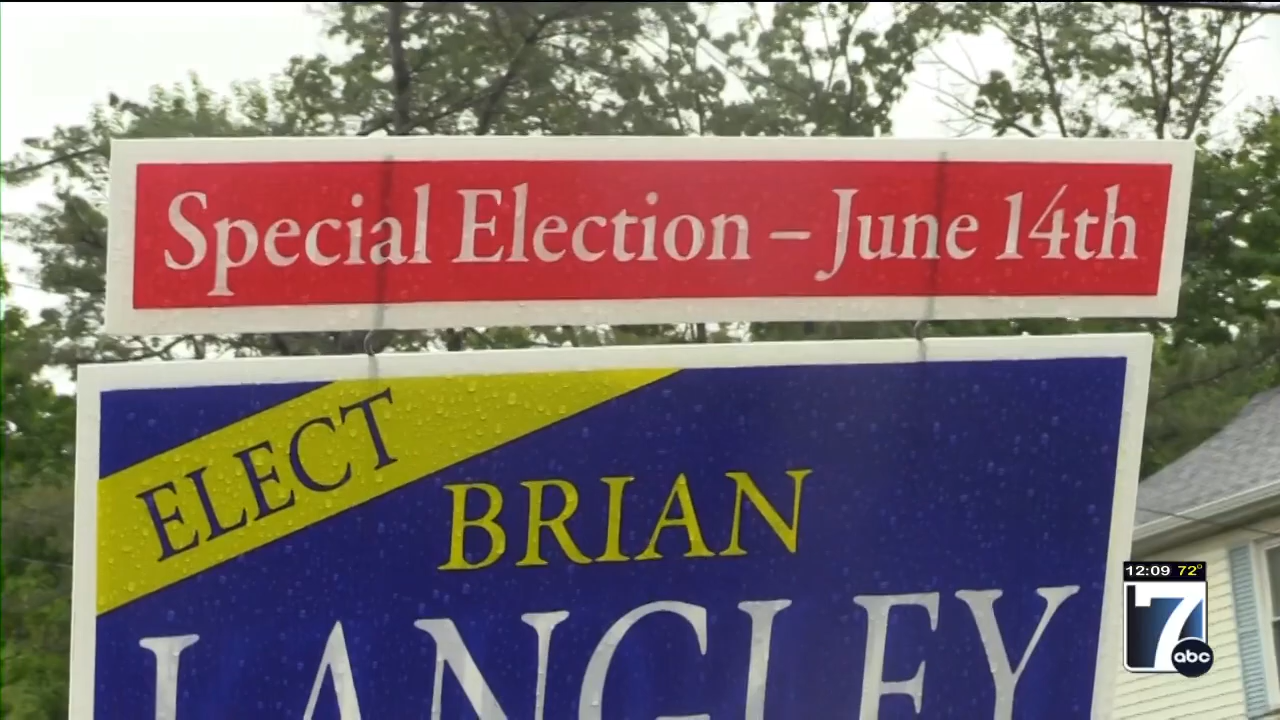 Special Election – June 14th
ELECT
BRIAN
LANGLEY
12:09 72°
7
abc